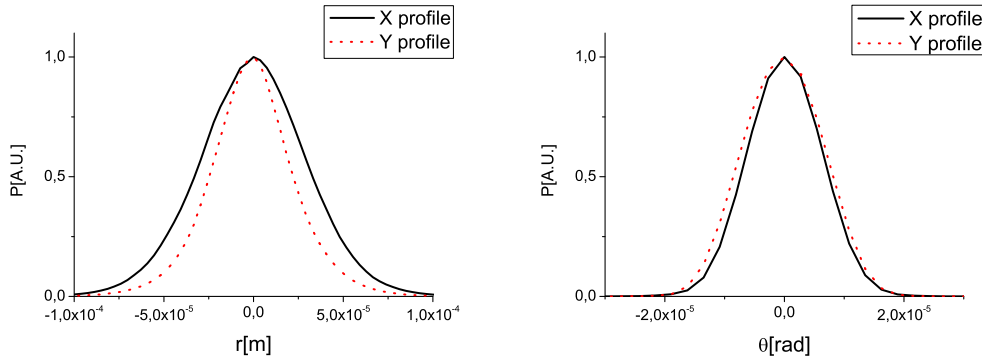 X profile
Y profile
1,0
0,5
0,0
P[A.U.]
-1,0x10⁻⁴
-5,0x10⁻⁵
0,0
5,0x10⁻⁵
1,0x10⁻⁴
r[m]
X profile
Y profile
1,0
0,5
0,0
P[A.U.]
-2,0x10⁻⁵
0,0
2,0x10⁻⁵
θ[rad]